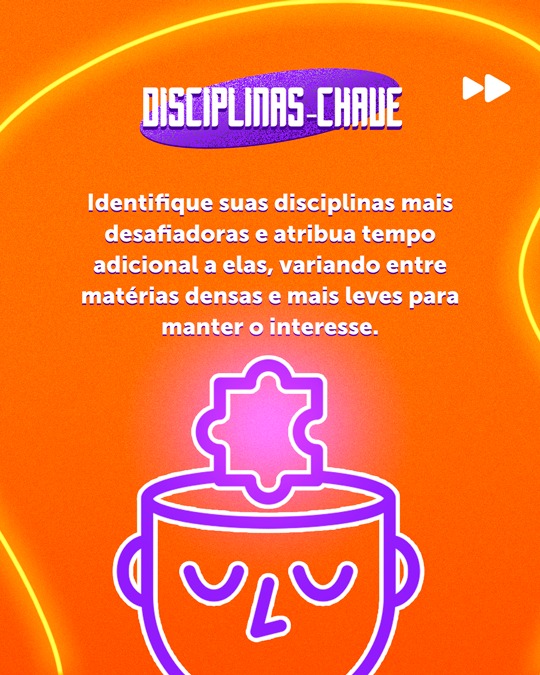 DISCIPLINAS-CHAVE
Identifique suas disciplinas mais
desafiadoras e atribua tempo
adicional a elas, variando entre
matérias densas e mais leves para
manter o interesse.